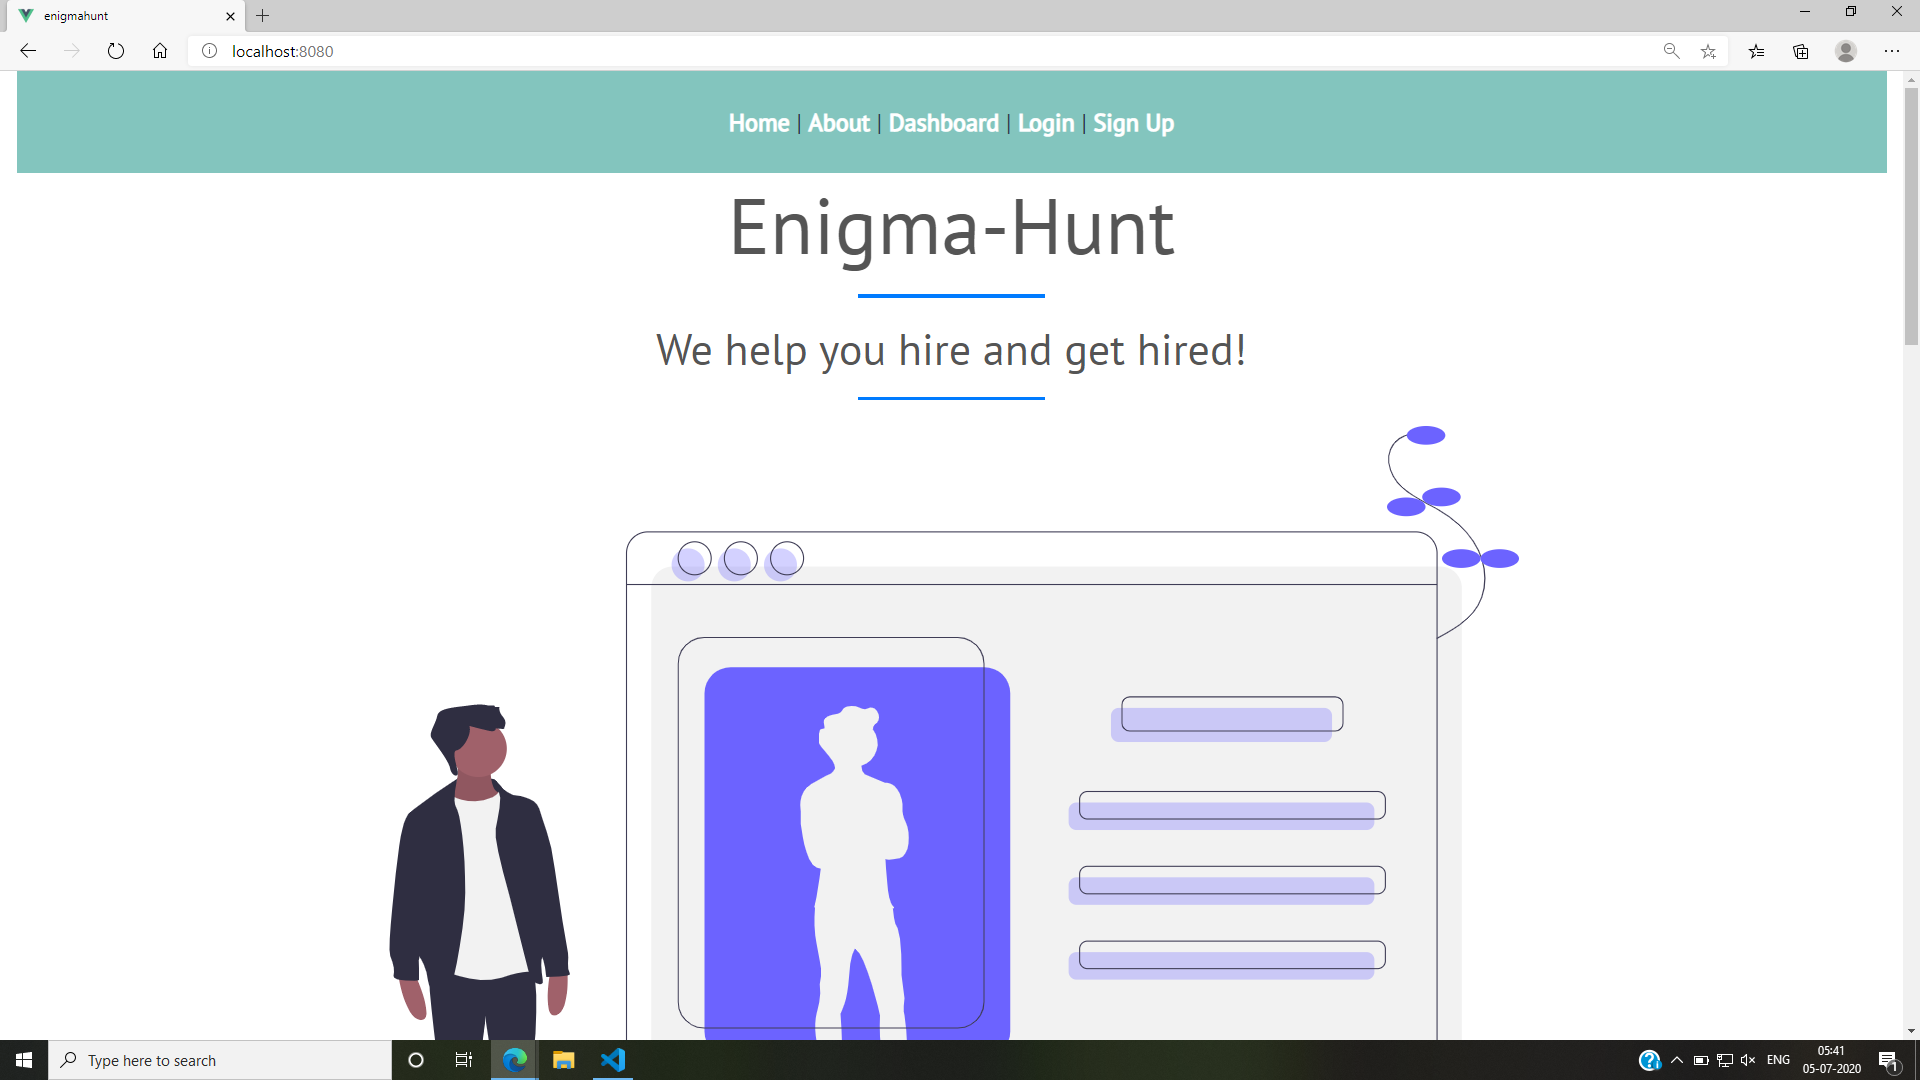 enigmahunt
localhost:8080
Home | About | Dashboard | Login | Sign Up
Enigma-Hunt
We help you hire and get hired!
Type here to search
ENG
05:41
05-07-2020
1